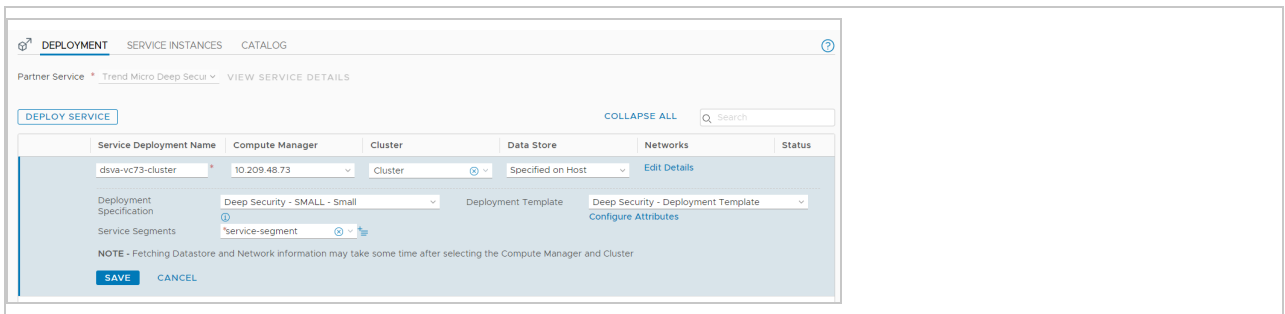 DEPLOYMENT SERVICE INSTANCES CATALOG
Partner Service * Trend Micro Deep Secur VIEW SERVICE DETAILS
DEPLOY SERVICE COLLAPSE ALL Search
Service Deployment Name Compute Manager Cluster Data Store Networks Status
dsva-vc73-cluster * 10.209.48.73 Cluster Specified on Host Edit Details
Deployment Specification Deep Security - SMALL - Small Deployment Template Deep Security - Deployment Template
Configure Attributes
Service Segments *service-segment
NOTE - Fetching Datastore and Network information may take some time after selecting the Compute Manager and Cluster
SAVE CANCEL